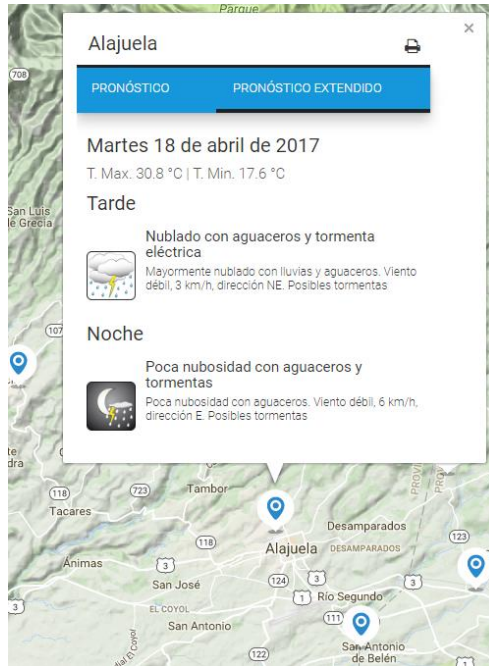 Parque
Alajuela
×
PRONÓSTICO PRONÓSTICO EXTENDIDO
708
Martes 18 de abril de 2017
T. Max. 30.8 °C | T. Min. 17.6 °C
Tarde
San Luis
Grecia
Nublado con aguaceros y tormenta
eléctrica
Mayormente nublado con lluvias y aguaceros. Viento
débil, 3 km/h, dirección NE. Posibles tormentas
Noche
107
Poca nubosidad con aguaceros y
tormentas
Poca nubosidad con aguaceros. Viento débil, 6 km/h,
dirección E. Posibles tormentas
118
723
Tambor
Tacares
Desamparados
123
118
Alajuela
DESAMPARADOS
Ánimas
3
San José
124
3
3
1
Río Segundo
3
EL COYOL
111
San Antonio
San Antonio
de Belén
122
1